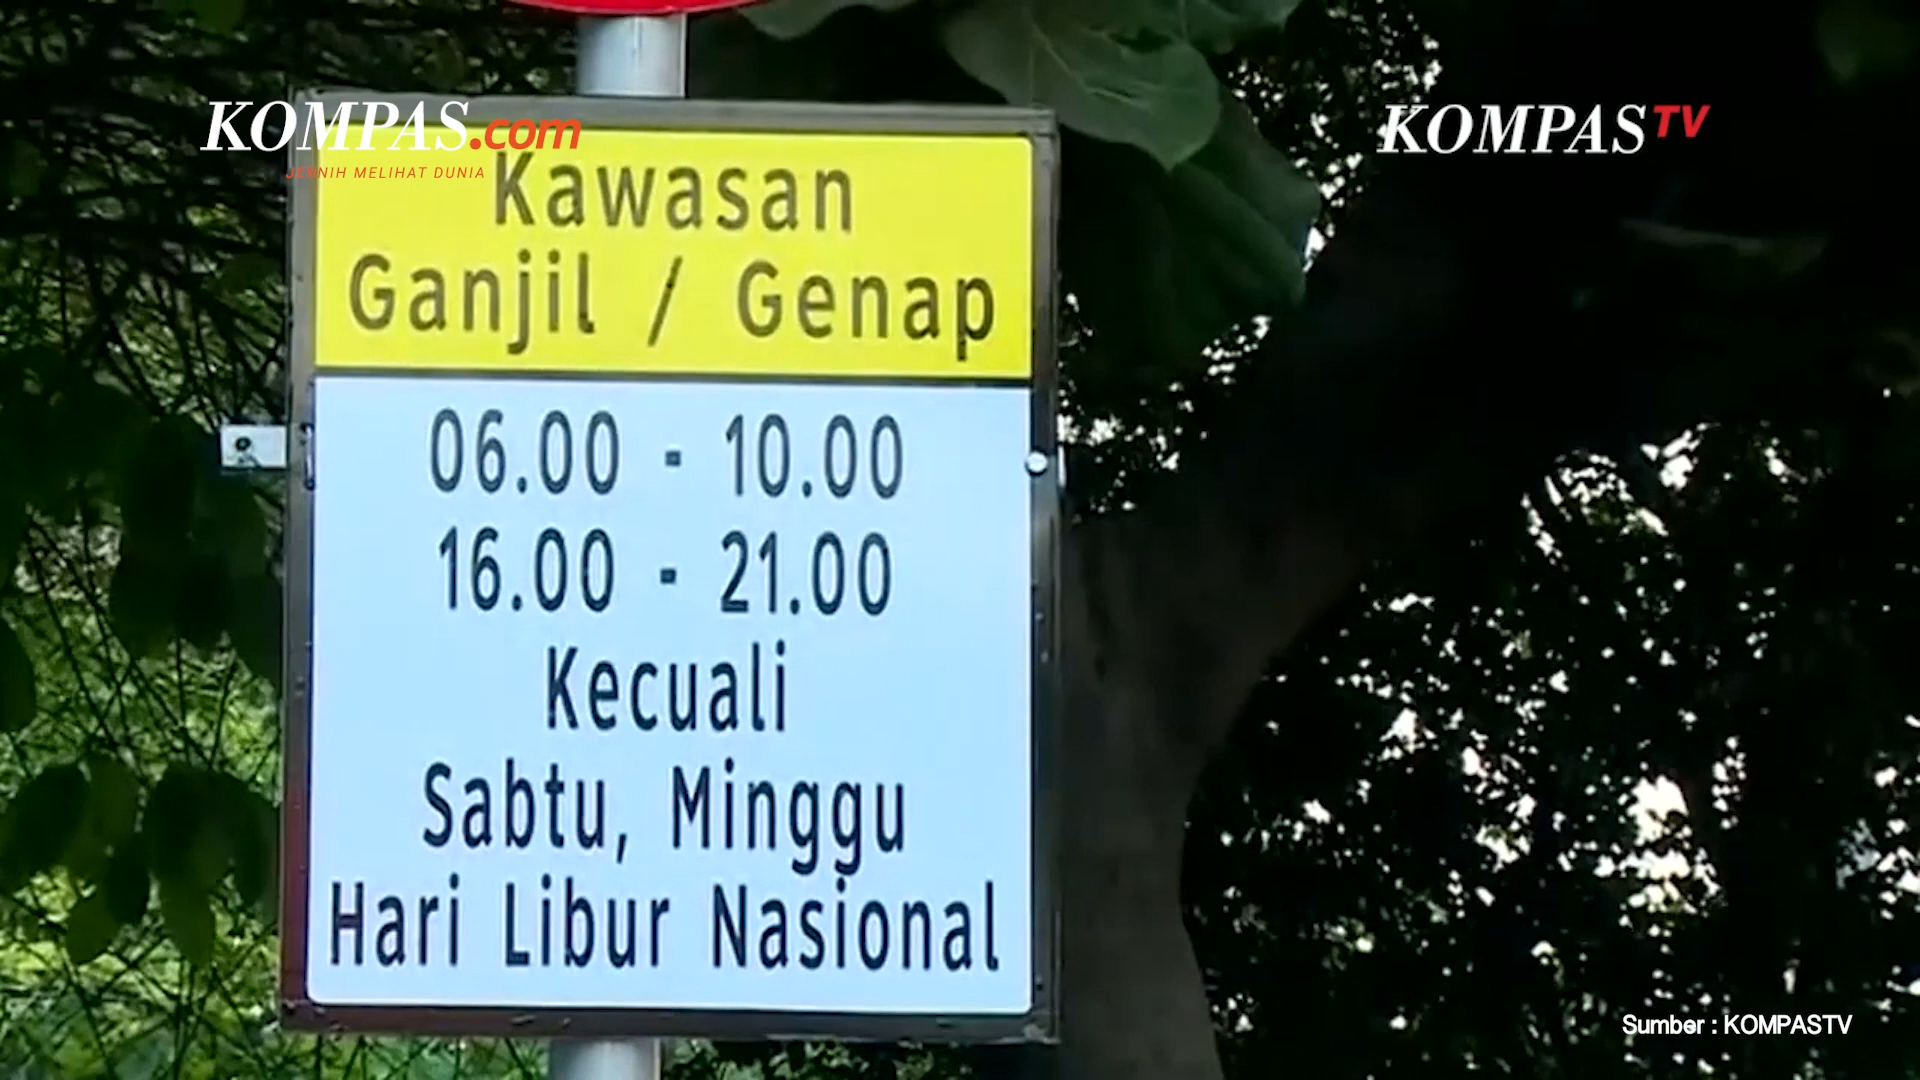 KOMPAS.com
JERNIH MELIHAT DUNIA
KOMPASTV
Kawasan
Ganjil / Genap
06.00 - 10.00
16.00 - 21.00
Kecuali
Sabtu, Minggu
Hari Libur Nasional
Sumber : KOMPASTV